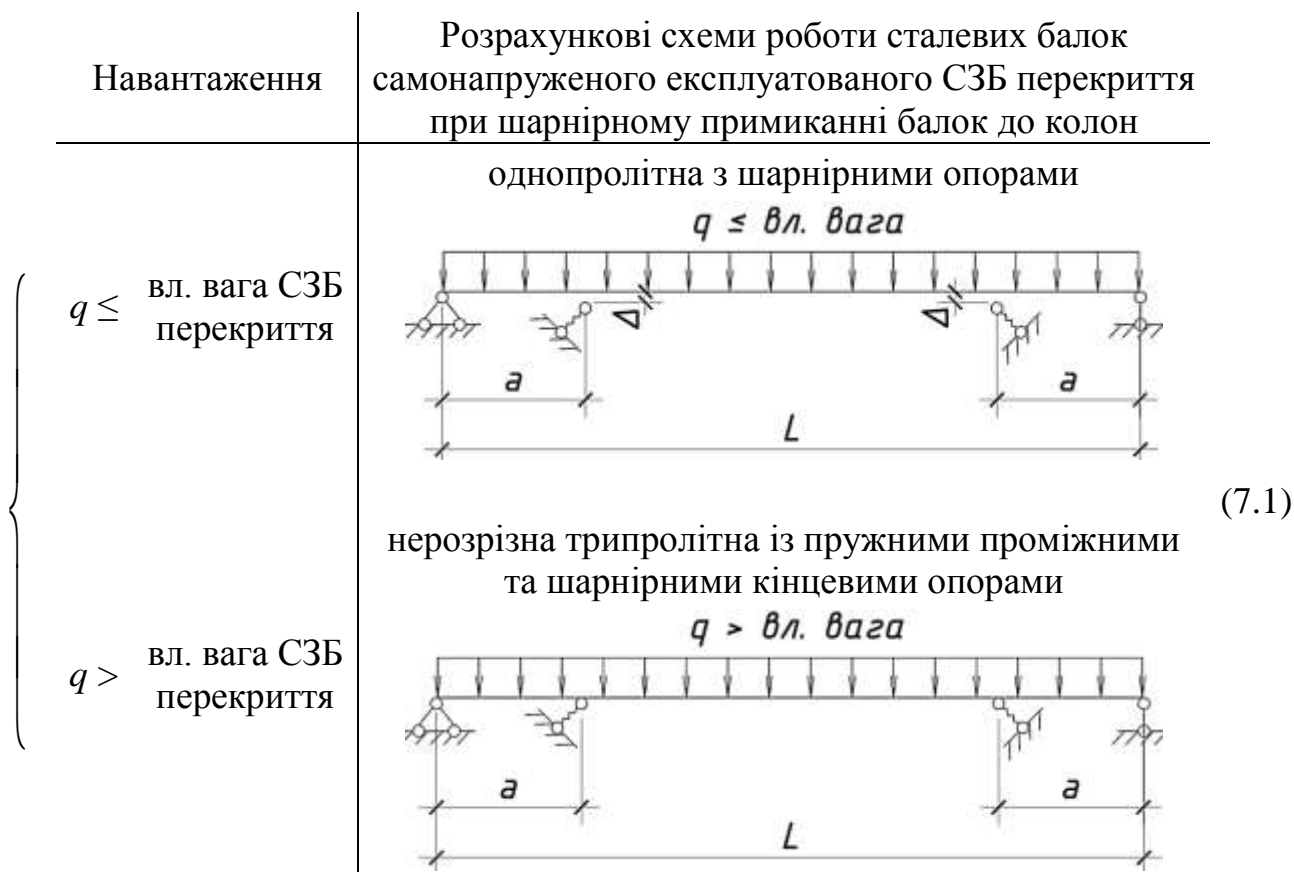 Навантаження
Розрахункові схеми роботи сталевих балок
самонапруженого експлуатованого СЗБ перекриття
при шарнірному примиканні балок до колон
однопролітна з шарнірними опорами
q ≤ вл. вага СЗБ
перекриття
q ≤ вл. вага
Δ Δ
a a
L
(7.1)
нерозрізна трипролітна із пружними проміжними
та шарнірними кінцевими опорами
q > вл. вага СЗБ
перекриття
q > вл. вага
a a
L